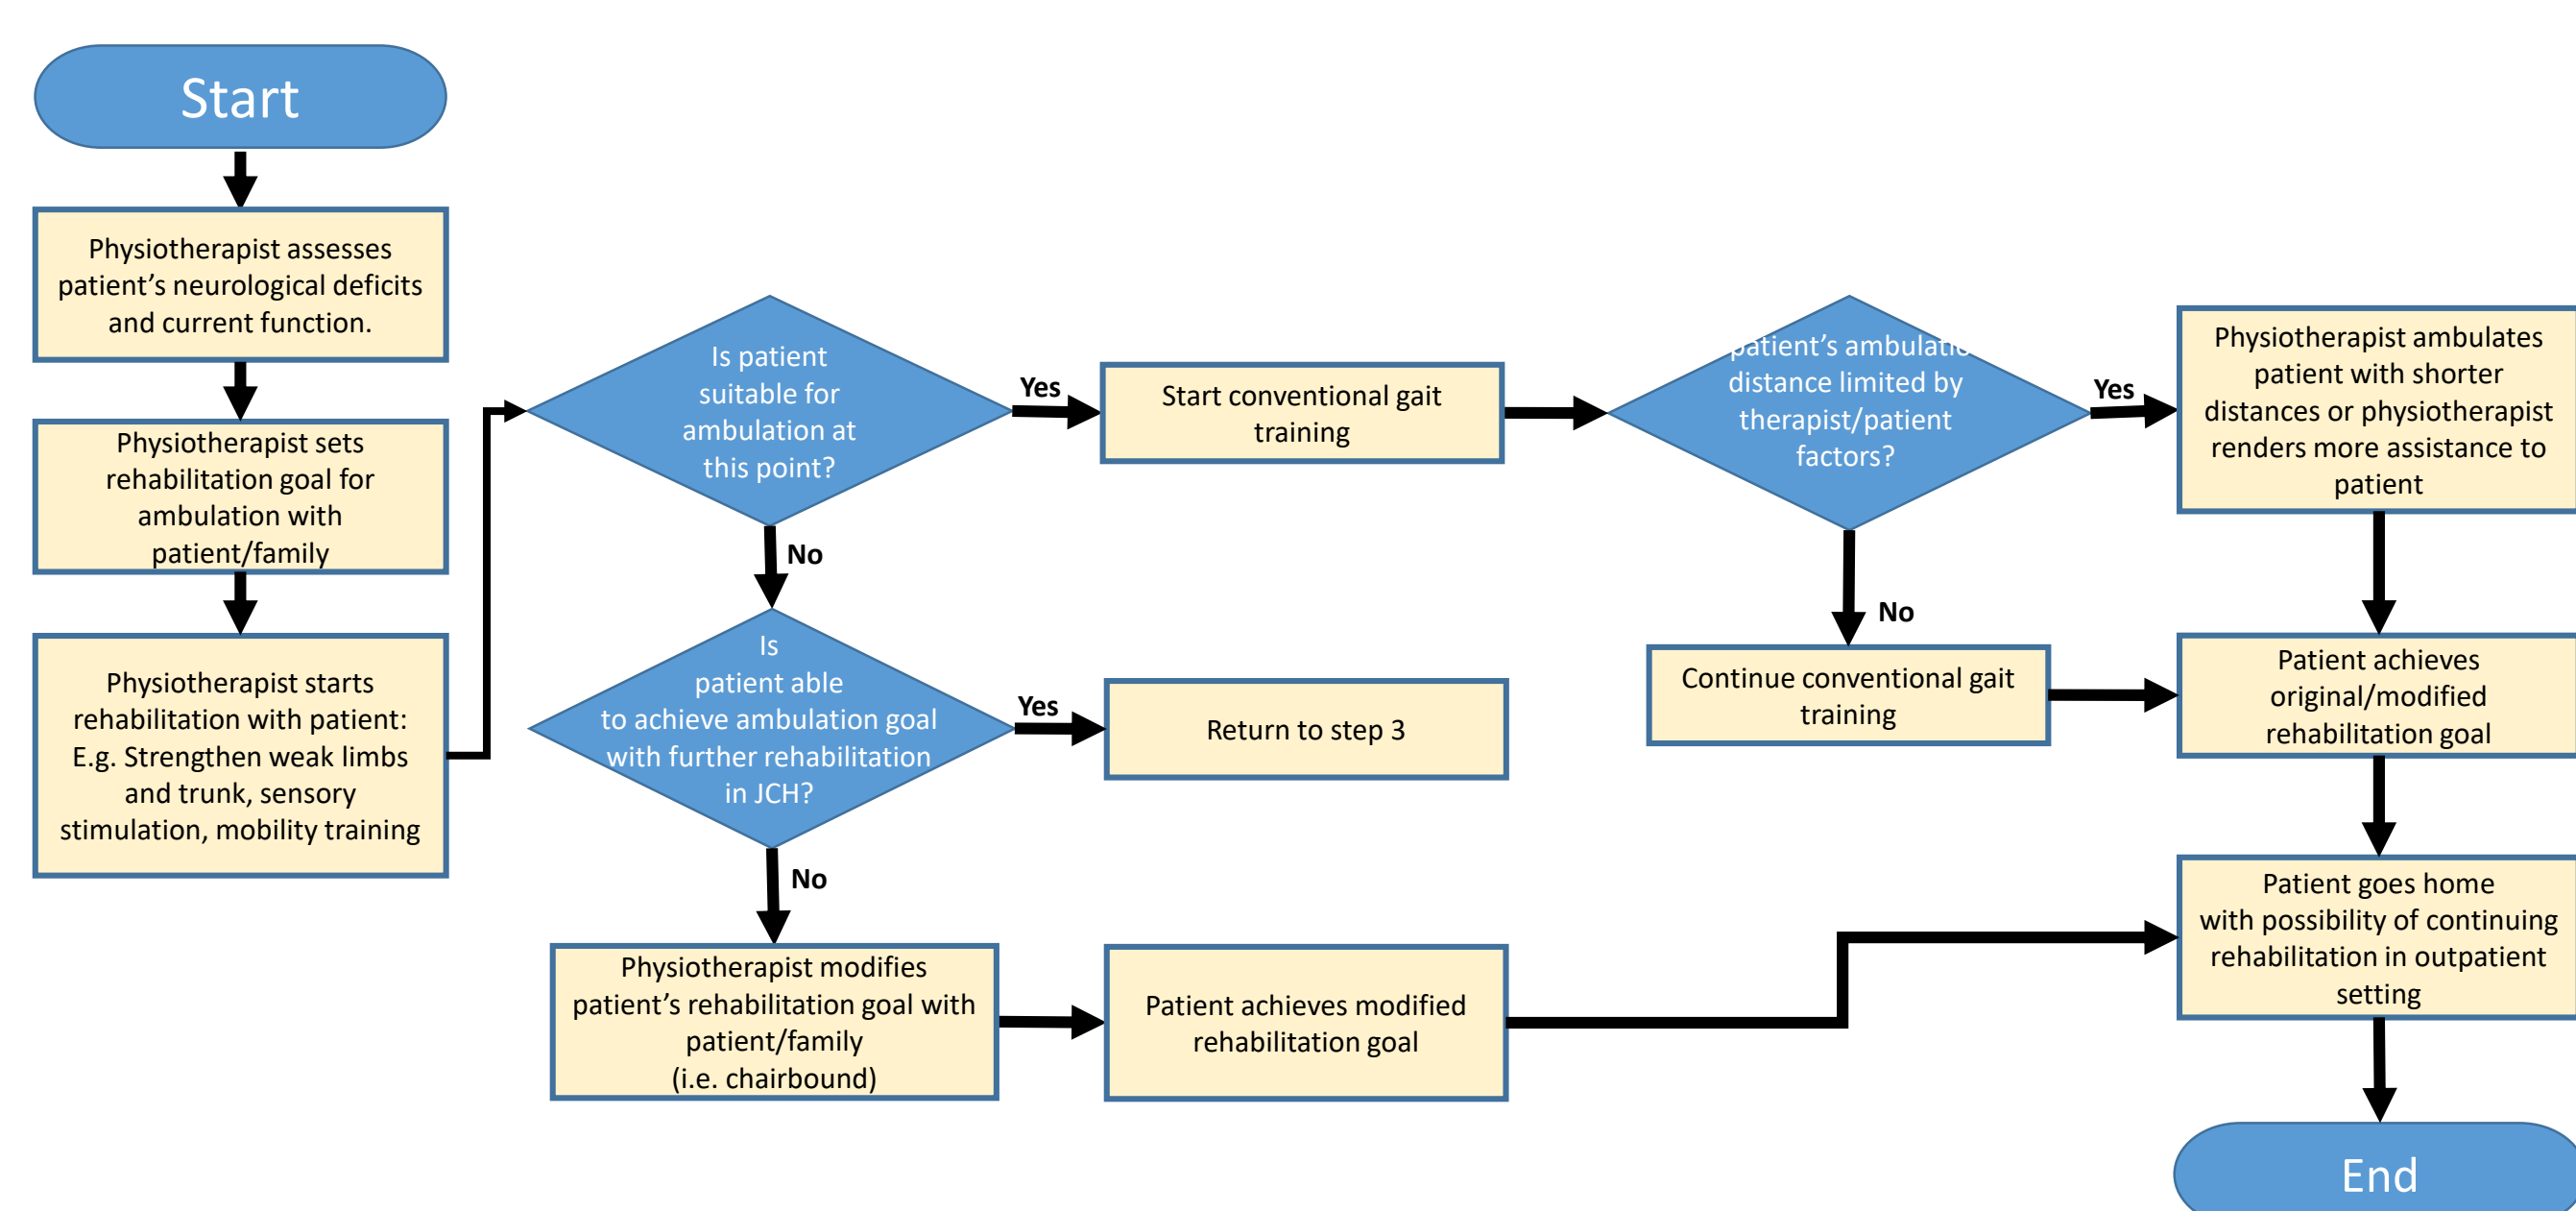 Start
Physiotherapist assesses
patient’s neurological deficits
and current function.
Physiotherapist sets
rehabilitation goal for
ambulation with
patient/family
Physiotherapist starts
rehabilitation with patient:
E.g. Strengthen weak limbs
and trunk, sensory
stimulation, mobility training
Is patient
suitable for
ambulation at
this point?
Yes
No
Start conventional gait
training
Is
patient able
to achieve ambulation goal
with further rehabilitation
in JCH?
Yes
No
Return to step 3
Physiotherapist modifies
patient’s rehabilitation goal with
patient/family
(i.e. chairbound)
Patient achieves modified
rehabilitation goal
patient’s ambulatio
distance limited by
therapist/patient
factors?
Yes
No
Continue conventional gait
training
Physiotherapist ambulates
patient with shorter
distances or physiotherapist
renders more assistance to
patient
Patient achieves
original/modified
rehabilitation goal
Patient goes home
with possibility of continuing
rehabilitation in outpatient
setting
End